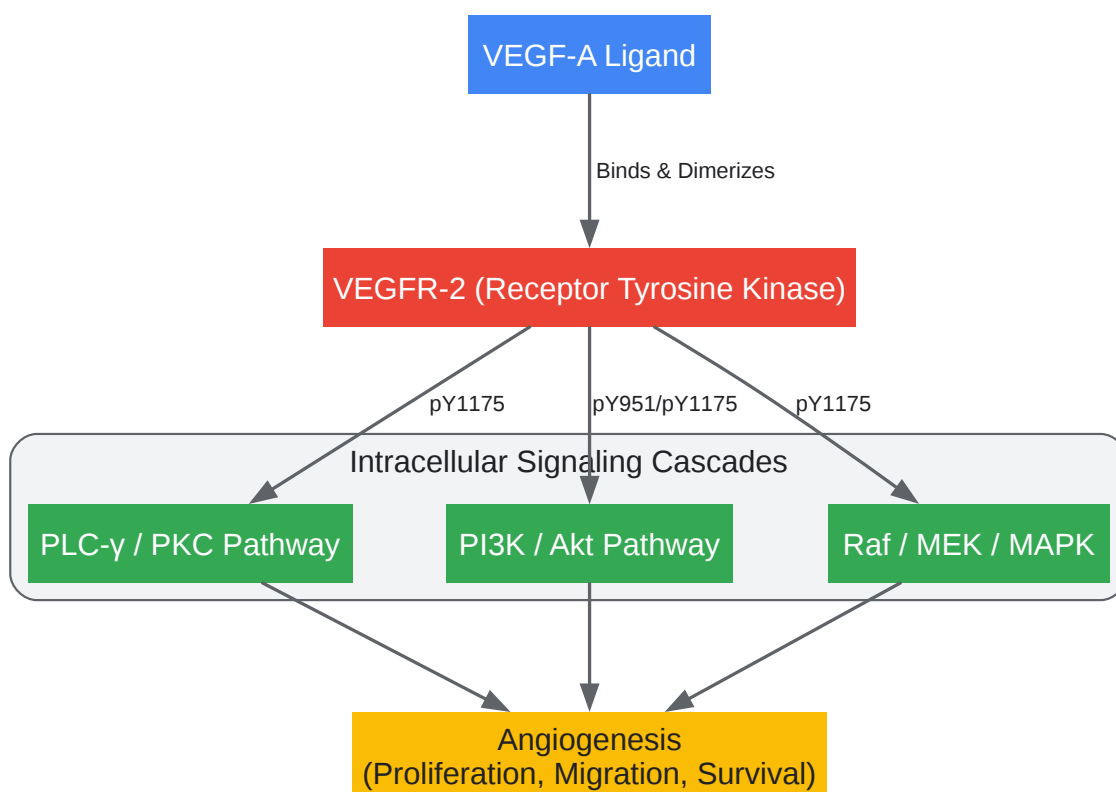 VEGF-A Ligand
Binds & Dimerizes
VEGFR-2 (Receptor Tyrosine Kinase)
pY1175
pY951/pY1175
pY1175
Intracellular Signaling Cascades
PLC-γ / PKC Pathway
PI3K / Akt Pathway
Raf / MEK / MAPK
Angiogenesis
(Proliferation, Migration, Survival)